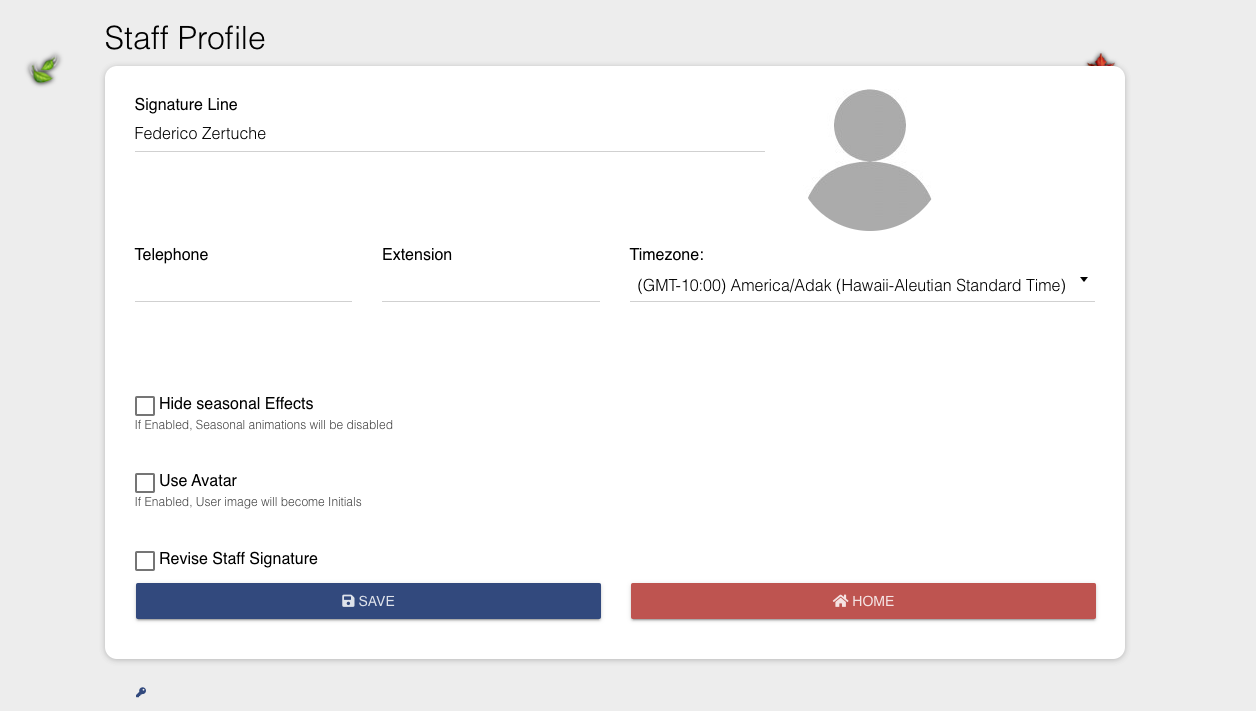 Staff Profile
Signature Line
Federico Zertuche
Telephone
Extension
Timezone:
(GMT-10:00) America/Adak (Hawaii-Aleutian Standard Time)
Hide seasonal Effects
If Enabled, Seasonal animations will be disabled
Use Avatar
If Enabled, User image will become Initials
Revise Staff Signature
SAVE
HOME